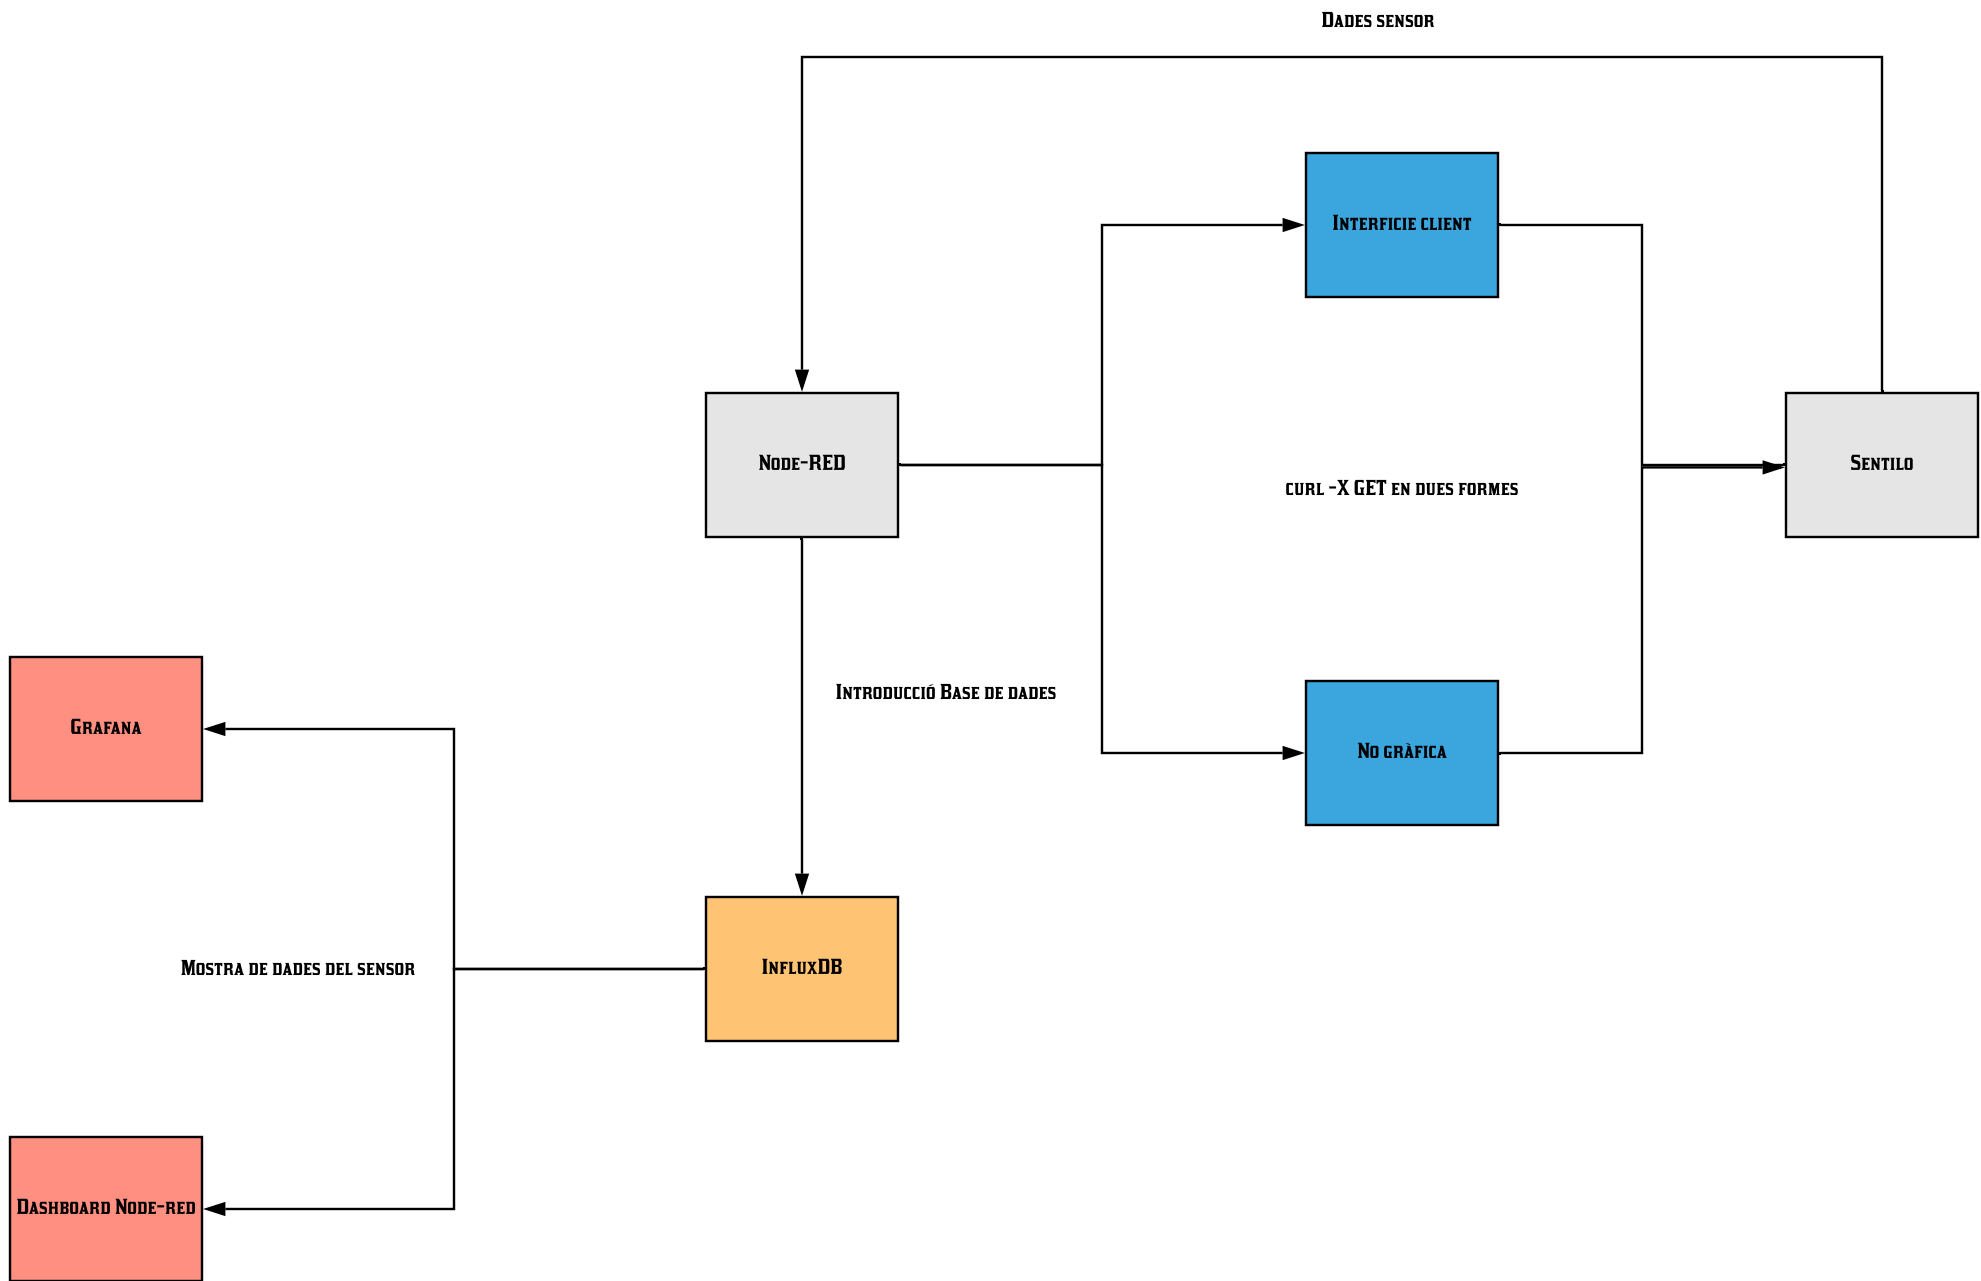 Dades sensor
Interficie client
Node-RED
Sentilo
curl -X GET en dues formes
Introducció Base de dades
Grafana
No gràfica
InfluxDB
Mostra de dades del sensor
Dashboard Node-red